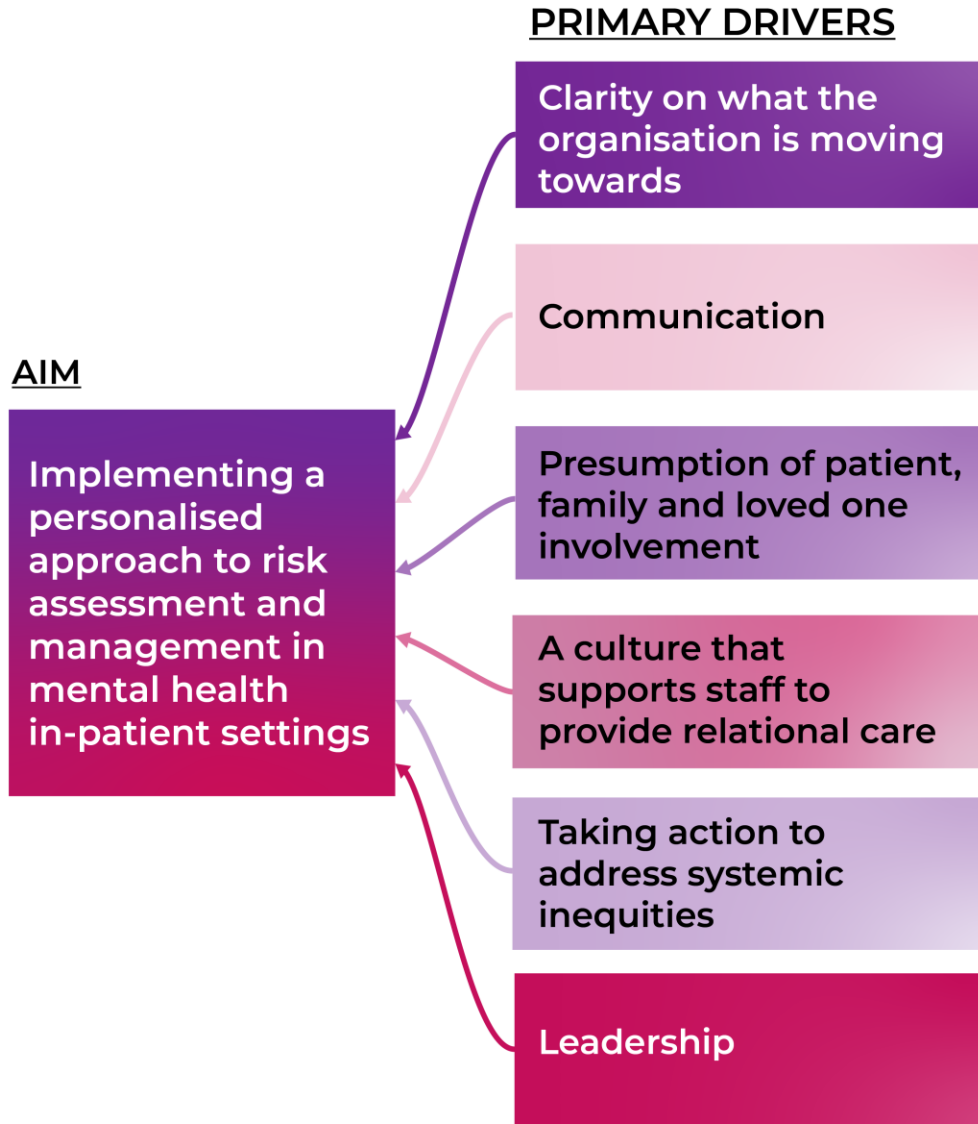 PRIMARY DRIVERS
Clarity on what the
organisation is moving
towards
Communication
AIM
Implementing a
personalised
approach to risk
assessment and
management in
mental health
in-patient settings
Presumption of patient,
family and loved one
involvement
A culture that
supports staff to
provide relational care
Taking action to
address systemic
inequities
Leadership